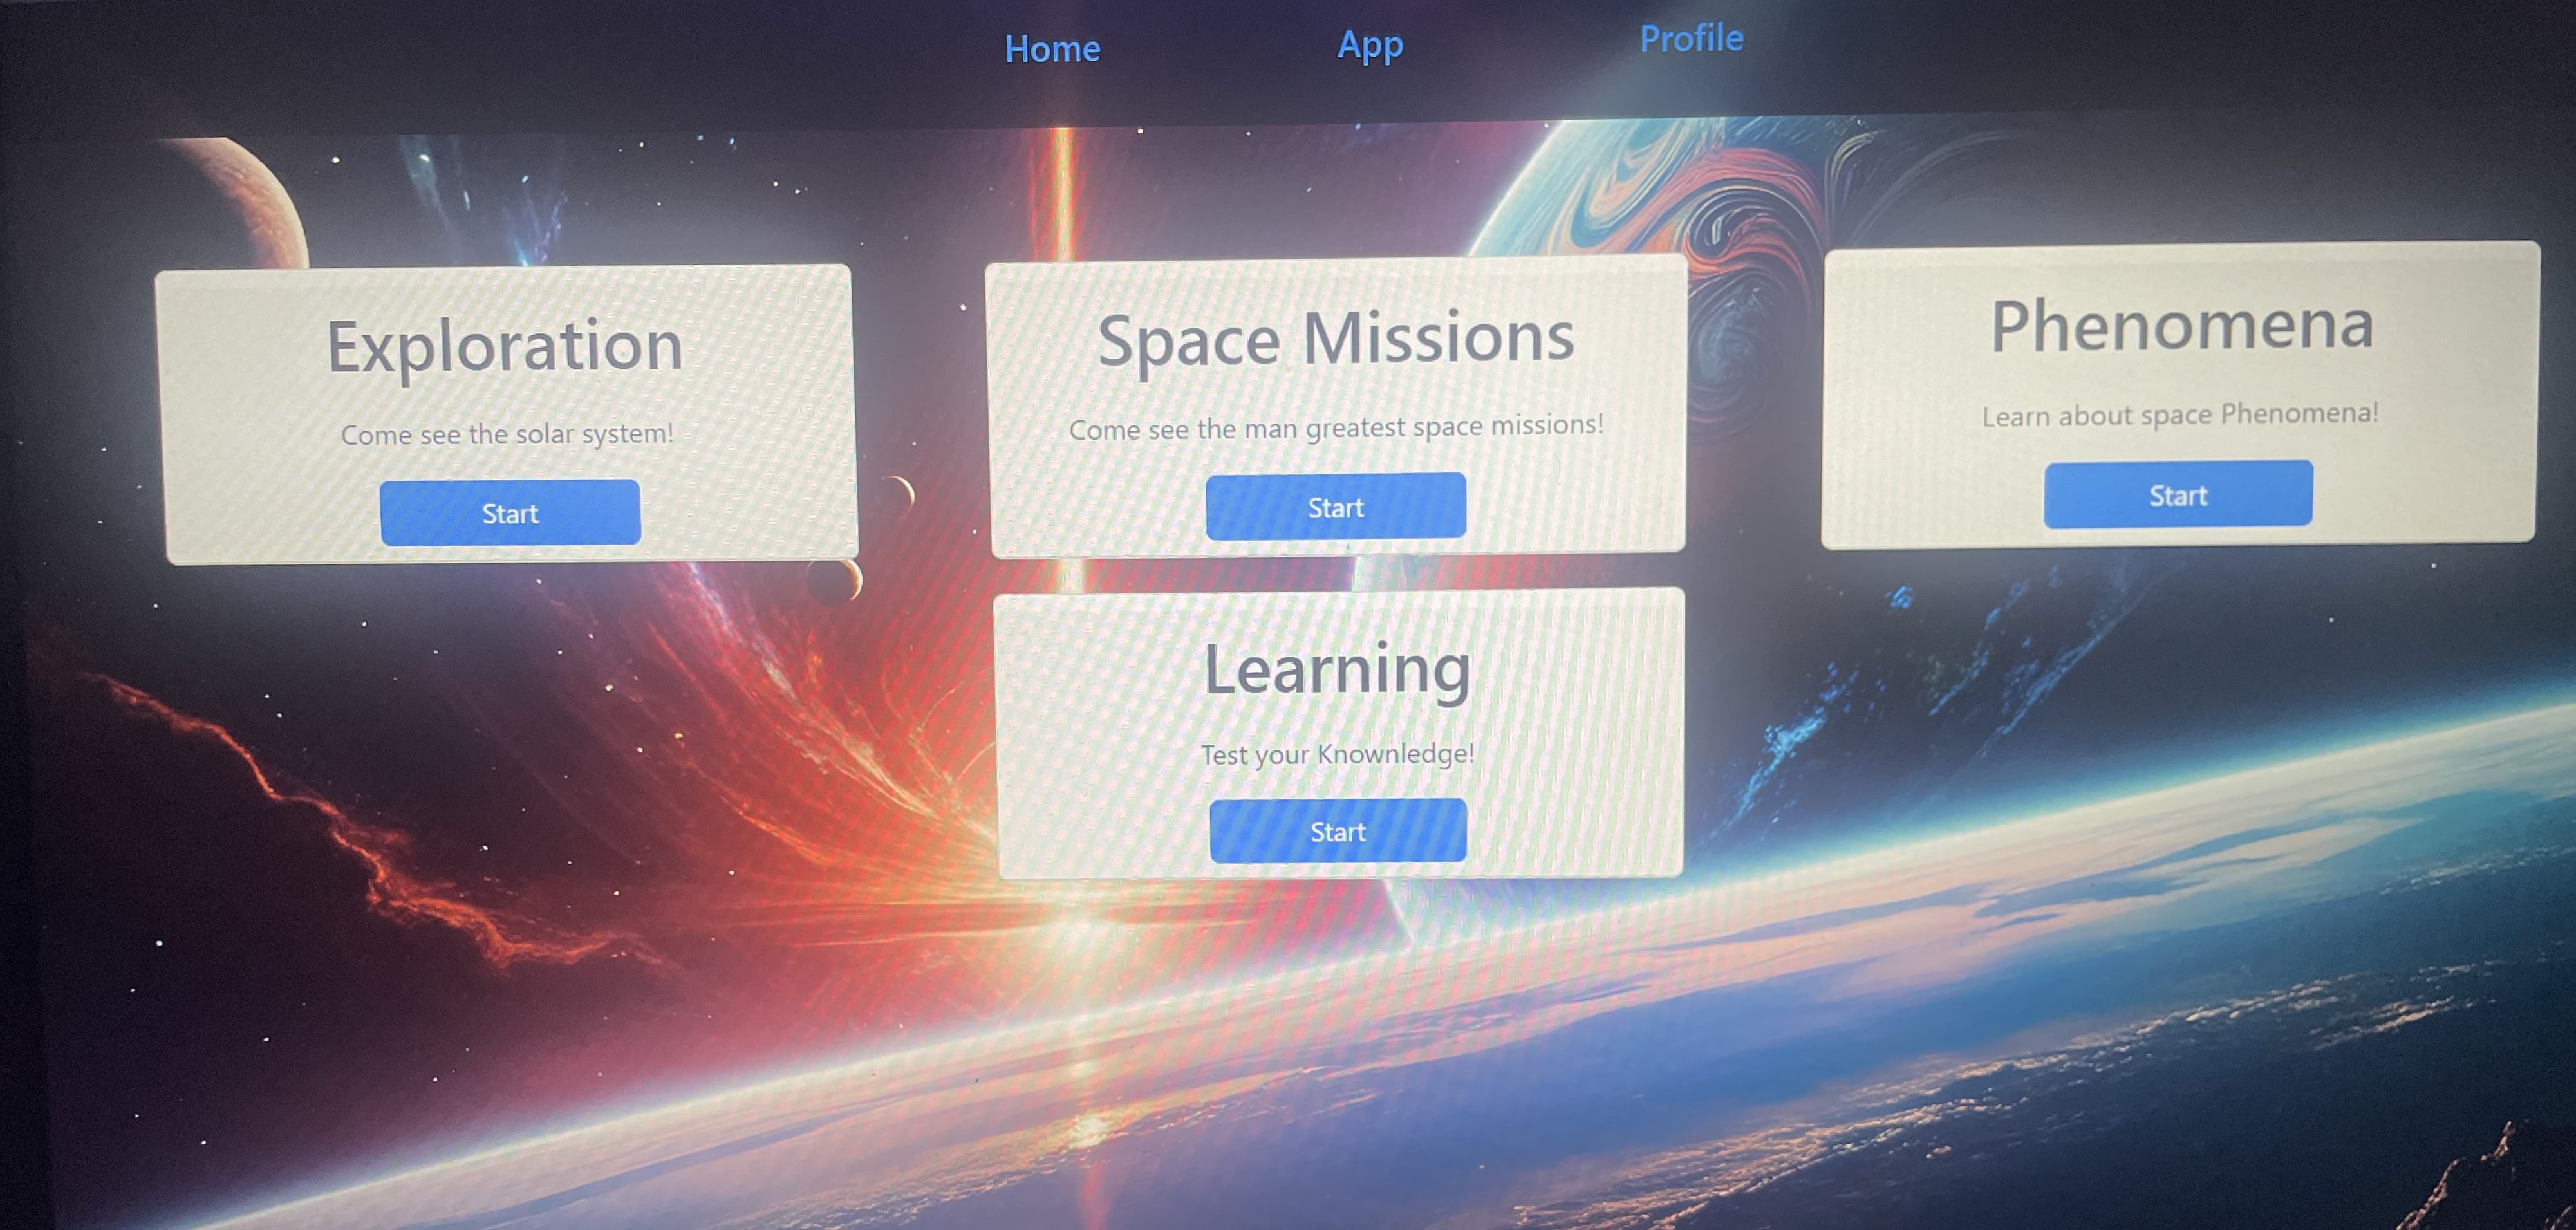 Home
App
Profile
Exploration
Come see the solar system!
Start
Space Missions
Come see the man greatest space missions!
Start
Phenomena
Learn about space Phenomena!
Start
Learning
Test your Knownledge!
Start